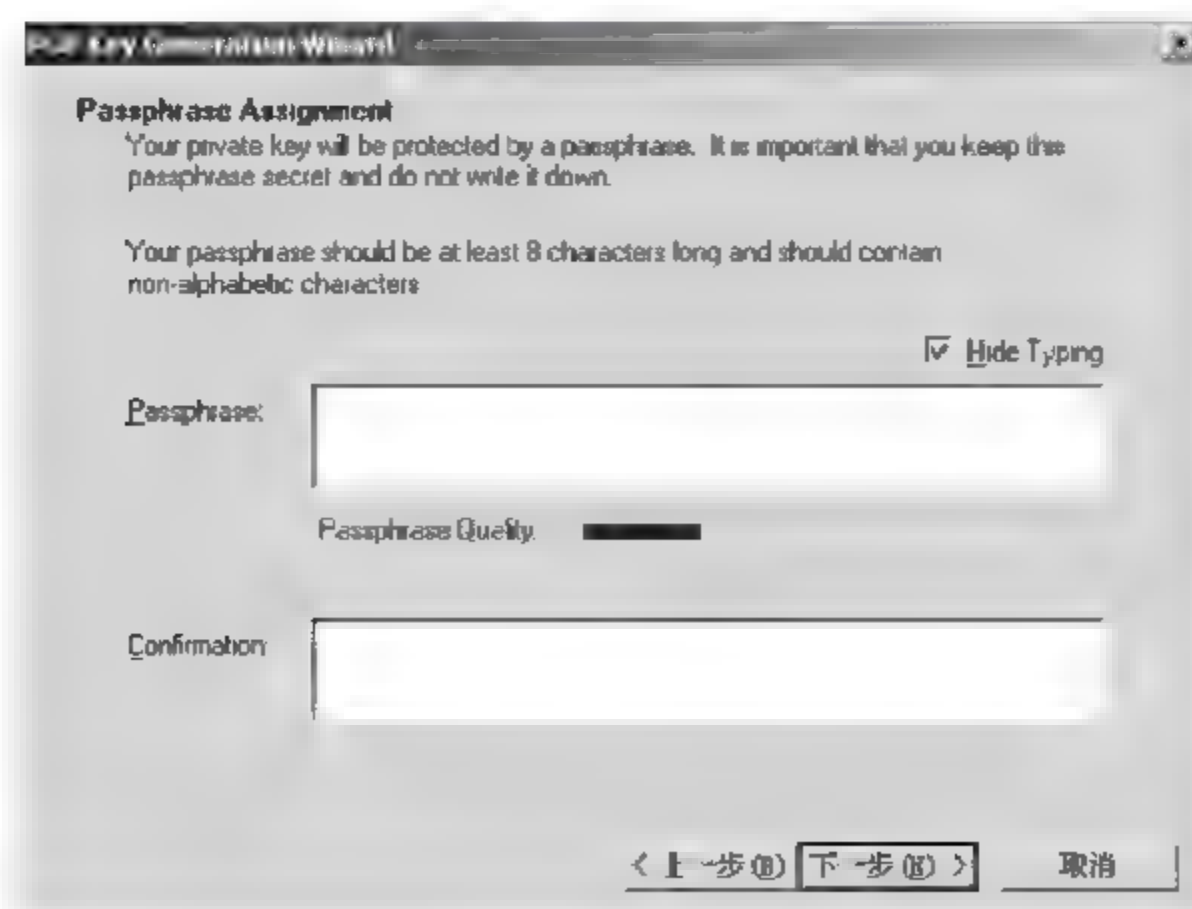 PGP Key Generation Wizard
Passphrase Assignment
Your private key will be protected by a passphrase. It is important that you keep this
passphrase secret and do not write it down.
Your passphrase should be at least 8 characters long and should contain
non-alphabetic characters
Hide Typing
Passphrase:
Passphrase Quality:
Confirmation:
< 上一步(B) 下一步(N) > 取消